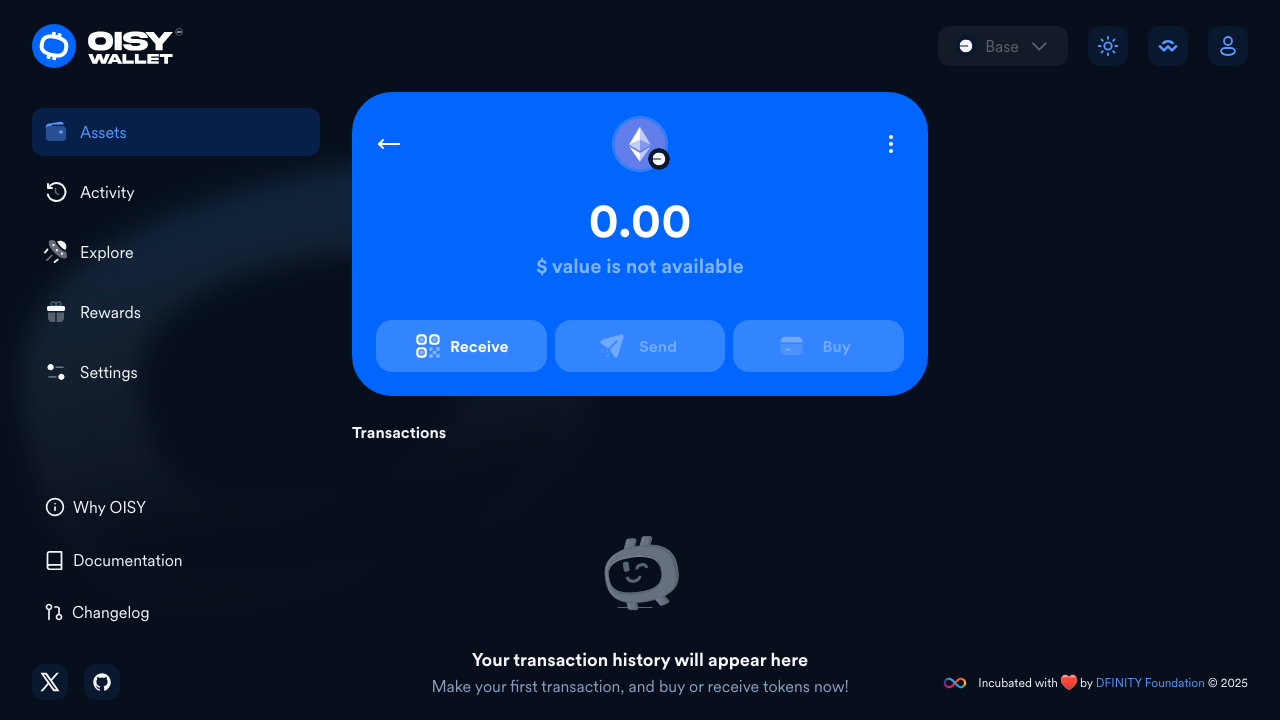 OISY
WALLET
Base
Assets
Activity
Explore
Rewards
Settings
0.00
$ value is not available
Receive
Send
Buy
Transactions
Why OISY
Documentation
Changelog
Your transaction history will appear here
Make your first transaction, and buy or receive tokens now!
Incubated with ❤️ by DFINITY Foundation © 2025